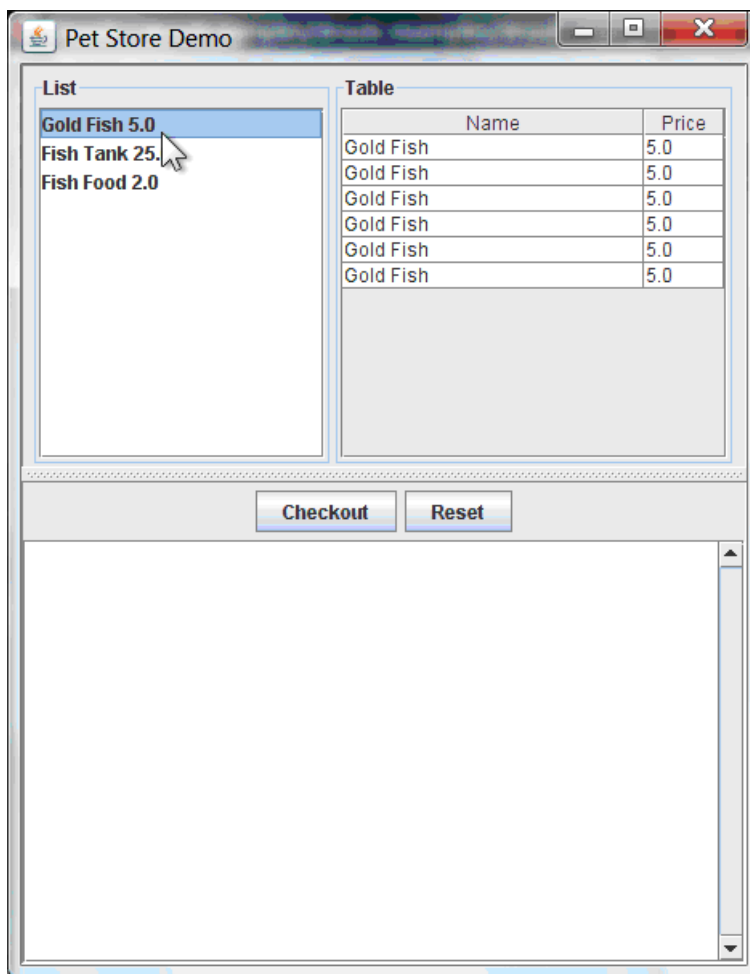 Pet Store Demo
List
Gold Fish 5.0
Fish Tank 25.
Fish Food 2.0
Table
Name Price
Gold Fish 5.0
Gold Fish 5.0
Gold Fish 5.0
Gold Fish 5.0
Gold Fish 5.0
Gold Fish 5.0
Checkout Reset